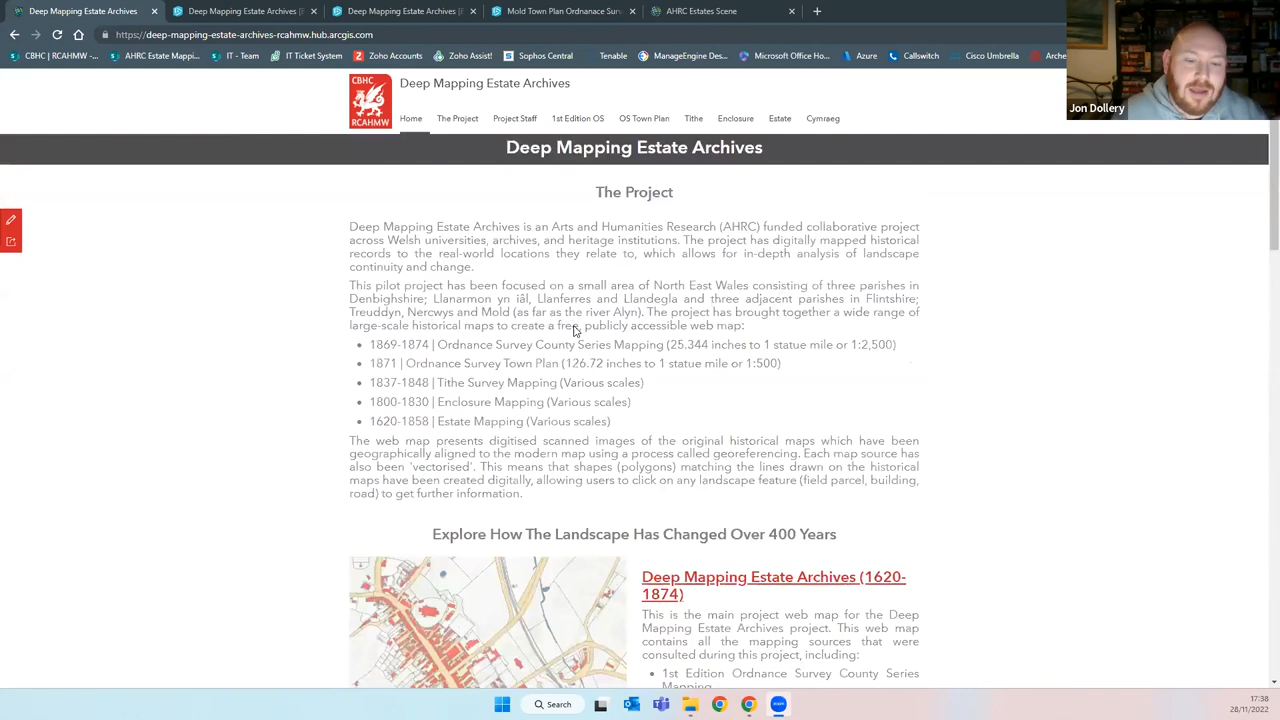 Deep Mapping Estate Archives
Deep Mapping Estate Archives (E
Deep Mapping Estate Archives (E
Mold Town Plan Ordnance Surv
AHRC Estates Scene
https://deep-mapping-estate-archives-rcahmw.hub.arcgis.com
CBHC | RCAHMW -...
AHRC Estate Mappin...
IT - Team
IT Ticket System
Zoho Accounts
Zoho Assist!
Sophos Central
Tenable
ManageEngine Des...
Microsoft Office Ho...
Azure
Callswitch
Cisco Umbrella
Jon Dollery
CBHC
RCAHMW
Deep Mapping Estate Archives
Home The Project Project Staff 1st Edition OS OS Town Plan Tithe Enclosure Estate Cymraeg
Deep Mapping Estate Archives
The Project
Deep Mapping Estate Archives is an Arts and Humanities Research (AHRC) funded collaborative project
across Welsh universities, archives, and heritage institutions. The project has digitally mapped historical
records to the real-world locations they relate to, which allows for in-depth analysis of landscape
continuity and change.
This pilot project has been focused on a small area of North East Wales consisting of three parishes in
Denbighshire; Llanarmon yn iâl, Llanferres and Llandegla and three adjacent parishes in Flintshire;
Treuddyn, Nercwys and Mold (as far as the river Alyn). The project has brought together a wide range of
large-scale historical maps to create a free, publicly accessible web map:
• 1869-1874 | Ordnance Survey County Series Mapping (25.344 inches to 1 statue mile or 1:2,500)
• 1871 | Ordnance Survey Town Plan (126.72 inches to 1 statue mile or 1:500)
• 1837-1848 | Tithe Survey Mapping (Various scales)
• 1800-1830 | Enclosure Mapping (Various scales)
• 1620-1858 | Estate Mapping (Various scales)
The web map presents digitised scanned images of the original historical maps which have been
geographically aligned to the modern map using a process called georeferencing. Each map source has
also been 'vectorised'. This means that shapes (polygons) matching the lines drawn on the historical
maps have been created digitally, allowing users to click on any landscape feature (field parcel, building,
road) to get further information.
Explore How The Landscape Has Changed Over 400 Years
Deep Mapping Estate Archives (1620-
1874)
This is the main project web map for the Deep
Mapping Estate Archives project. This web map
contains all the mapping sources that were
consulted during this project, including:
• 1st Edition Ordnance Survey County Series
Mapping
Search
17:38
28/11/2022